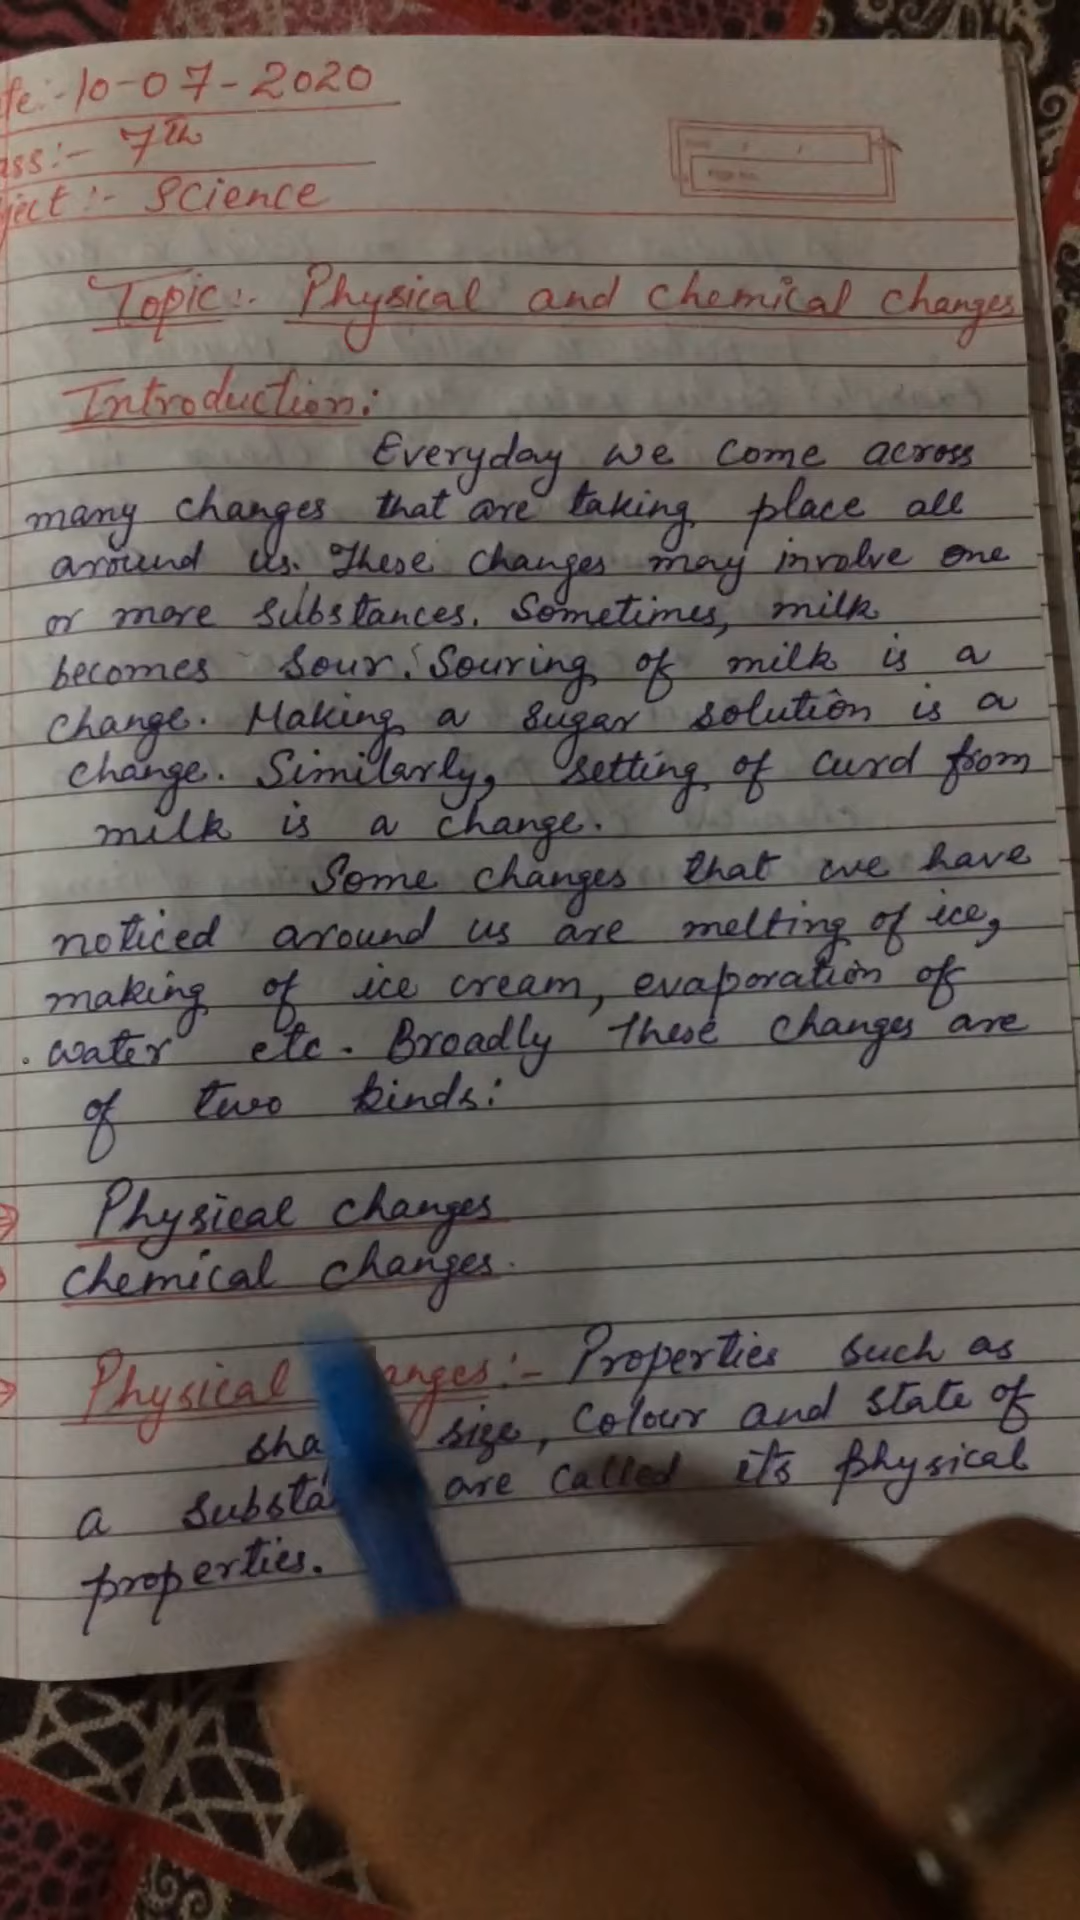 te:-10-07-2020
ass:- 7th
ject:- Science
Topic:- Physical and chemical changes
Introduction:
Everyday we come across
many changes that are taking place all
around us. These changes may involve one
or more substances. Sometimes, milk
becomes sour. Souring of milk is a
change. Making a sugar solution is a
change. Similarly, setting of curd from
milk is a change.
Some changes that we have
noticed around us are melting of ice,
making of ice cream, evaporation of
water etc. Broadly these changes are
of two kinds:
Physical changes
chemical changes.
Physical anges:- Properties such as
sha size, colour and state of
a substa are called its physical
properties.